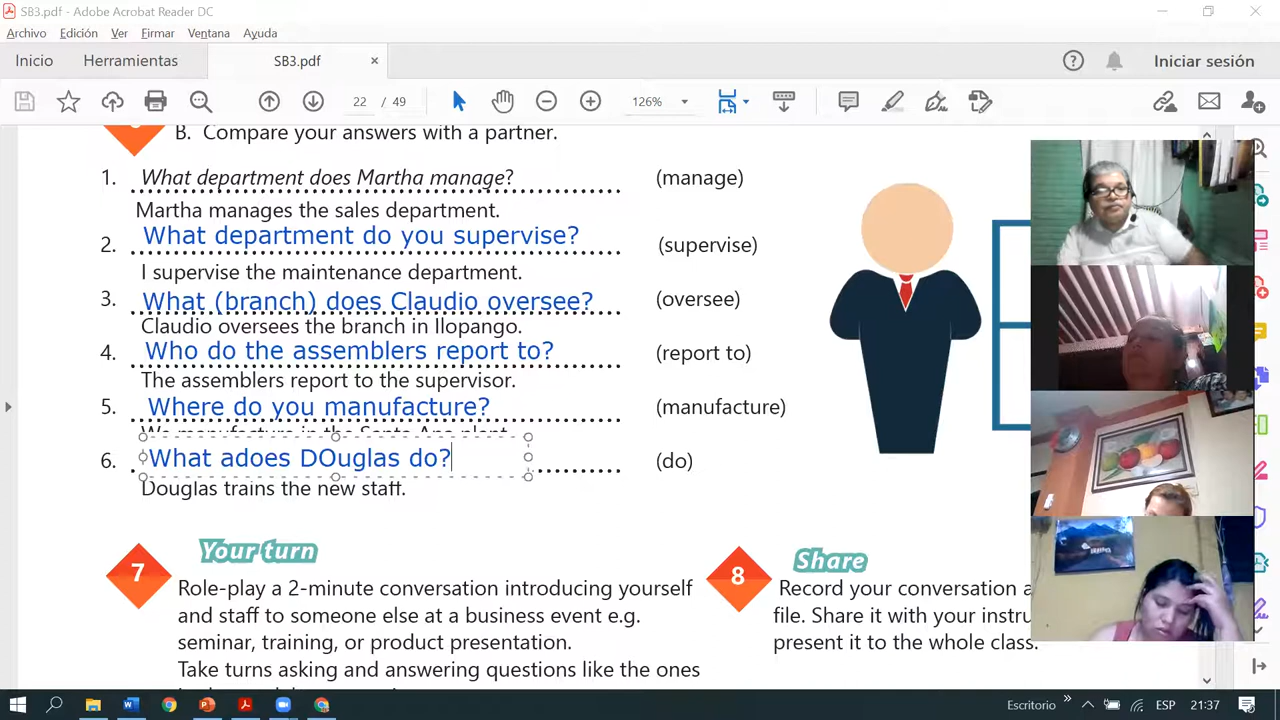 SB3.pdf - Adobe Acrobat Reader DC
Archivo Edición Ver Firmar Ventana Ayuda
Inicio Herramientas SB3.pdf × Iniciar sesión
22 / 49 126%
B. Compare your answers with a partner.
1. What department does Martha manage? (manage)
Martha manages the sales department.
2. What department do you supervise? (supervise)
I supervise the maintenance department.
3. What (branch) does Claudio oversee? (oversee)
Claudio oversees the branch in Ilopango.
4. Who do the assemblers report to? (report to)
The assemblers report to the supervisor.
5. Where do you manufacture? (manufacture)
We manufacture in the Santa Ana plant
6. What adoes DOuglas do? (do)
Douglas trains the new staff.
7 Your turn
Role-play a 2-minute conversation introducing yourself
and staff to someone else at a business event e.g.
seminar, training, or product presentation.
Take turns asking and answering questions like the ones
8 Share
Record your conversation
file. Share it with your
present it to the whole class.
Escritorio ESP 21:37